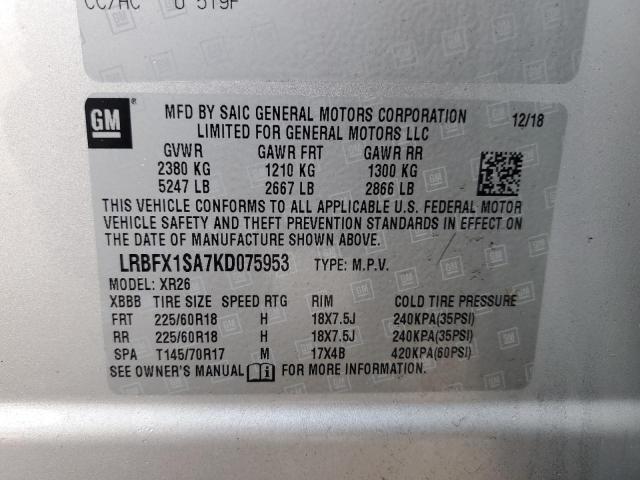 CC/AC U 519F
GM
MFD BY SAIC GENERAL MOTORS CORPORATION 12/18
LIMITED FOR GENERAL MOTORS LLC
GVWR GAWR FRT GAWR RR
2380 KG 1210 KG 1300 KG
5247 LB 2667 LB 2866 LB
THIS VEHICLE CONFORMS TO ALL APPLICABLE U.S. FEDERAL MOTOR
VEHICLE SAFETY AND THEFT PREVENTION STANDARDS IN EFFECT ON
THE DATE OF MANUFACTURE SHOWN ABOVE.
LRBFX1SA7KD075953 TYPE: M.P.V.
MODEL: XR26
XBBB TIRE SIZE SPEED RTG RIM COLD TIRE PRESSURE
FRT 225/60R18 H 18X7.5J 240KPA(35PSI)
RR 225/60R18 H 18X7.5J 240KPA(35PSI)
SPA T145/70R17 M 17X4B 420KPA(60PSI)
SEE OWNER'S MANUAL FOR MORE INFORMATION